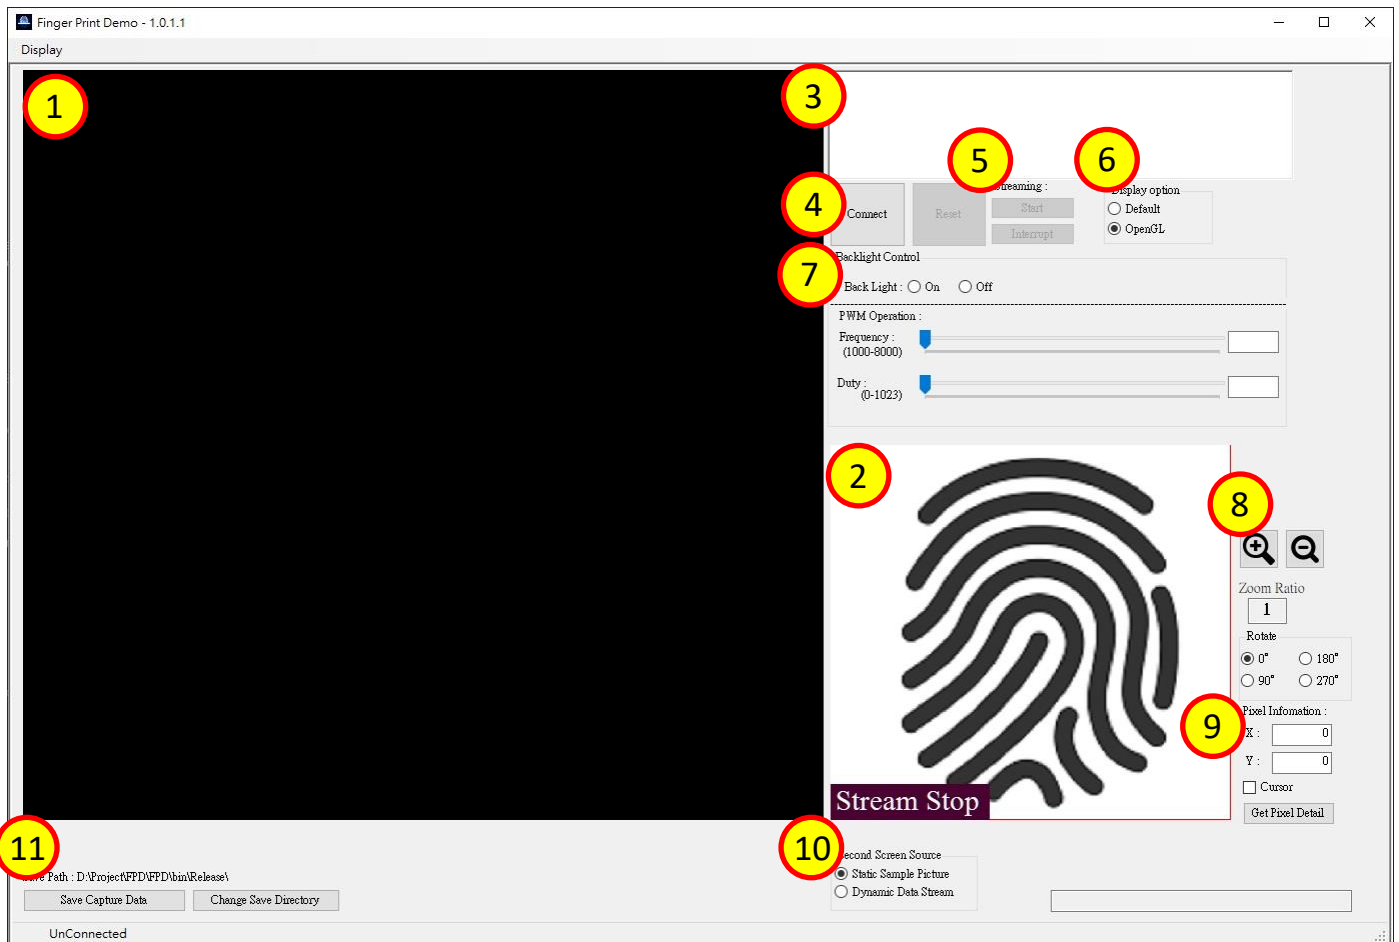 Finger Print Demo - 1.0.1.1
Display
1
3
5
6
4
Connect
Reset
Streaming :
Start
Interrupt
Display option
Default
OpenGL
7
Backlight Control
Back Light :
On
Off
PWM Operation :
Frequency :
(1000-8000)
Duty :
(0-1023)
2
Stream Stop
8
Zoom Ratio
1
Rotate
0°
180°
90°
270°
9
Pixel Infomation :
X :
0
Y :
0
Cursor
Get Pixel Detail
11
Save Path : D:\Project\FPD\FPD\bin\Release\
Save Capture Data
Change Save Directory
10
Second Screen Source
Static Sample Picture
Dynamic Data Stream
UnConnected